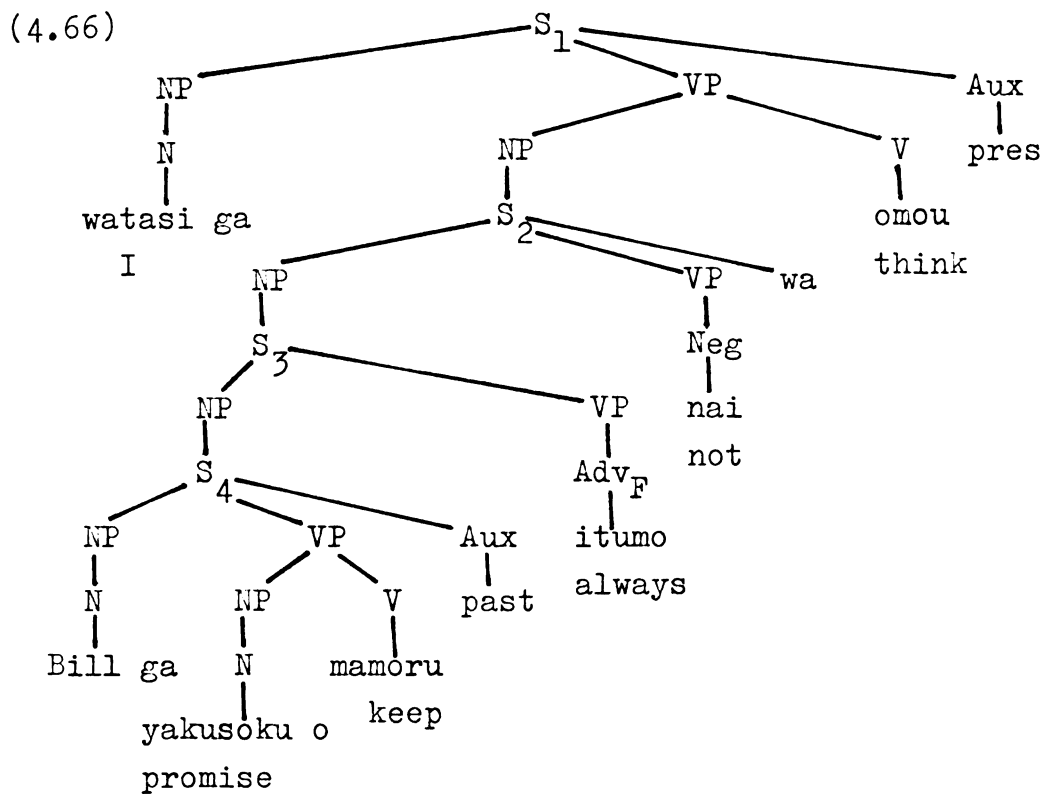 (4.66)
S1
NP VP Aux
N NP V pres
watasi ga S2 omou
I think
NP VP wa
S3 Neg
NP VP nai
not
S4 AdvF
NP VP Aux itumo
always
N NP V past
Bill ga N mamoru
keep
yakusoku o
promise